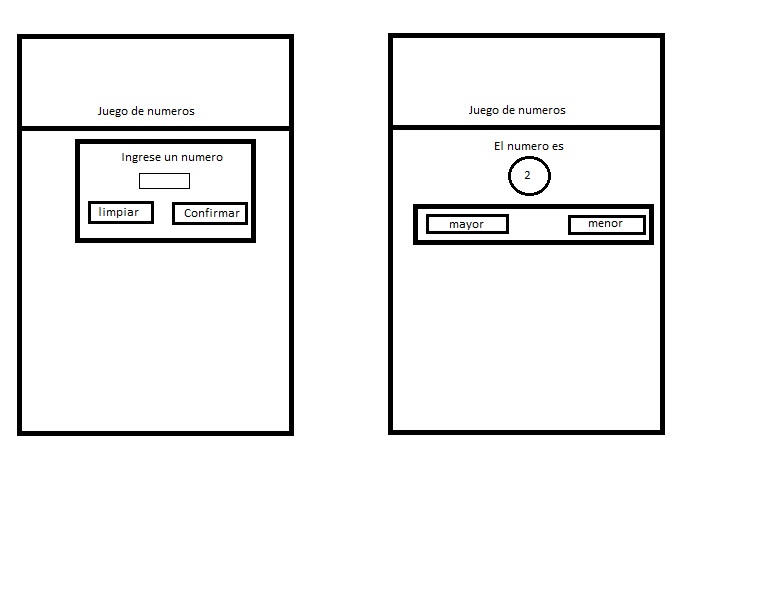 Juego de numeros
Ingrese un numero
limpiar
Confirmar
Juego de numeros
El numero es
2
mayor
menor